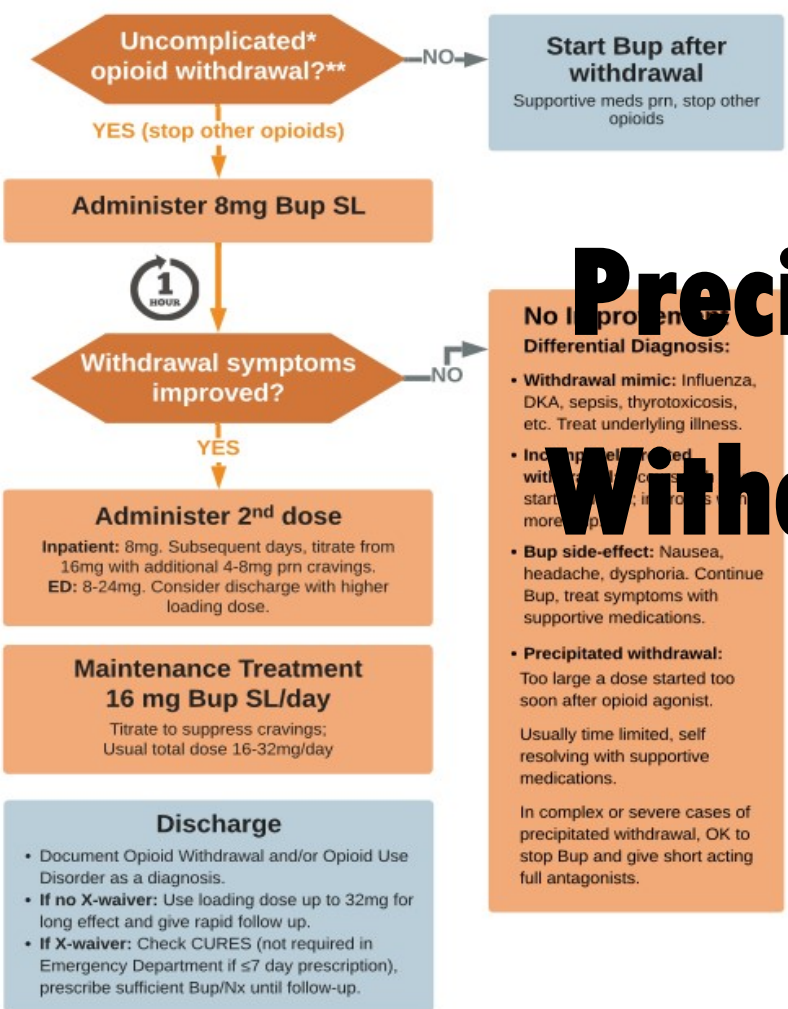 Uncomplicated*
opioid withdrawal?**
NO
Start Bup after
withdrawal
Supportive meds prn, stop other
opioids
YES (stop other opioids)
Administer 8mg Bup SL
1
HOUR
Withdrawal symptoms
improved?
NO
YES
Administer 2nd dose
Inpatient: 8mg. Subsequent days, titrate from
16mg with additional 4-8mg prn cravings.
ED: 8-24mg. Consider discharge with higher
loading dose.
Maintenance Treatment
16 mg Bup SL/day
Titrate to suppress cravings;
Usual total dose 16-32mg/day
Discharge
• Document Opioid Withdrawal and/or Opioid Use
Disorder as a diagnosis.
• If no X-waiver: Use loading dose up to 32mg for
long effect and give rapid follow up.
• If X-waiver: Check CURES (not required in
Emergency Department if ≤7 day prescription),
prescribe sufficient Bup/Nx until follow-up.
Preci
No Improvement
Differential Diagnosis:
• Withdrawal mimic: Influenza,
DKA, sepsis, thyrotoxicosis,
etc. Treat underlyling illness.
Witho
start
more
• Bup side-effect: Nausea,
headache, dysphoria. Continue
Bup, treat symptoms with
supportive medications.
• Precipitated withdrawal:
Too large a dose started too
soon after opioid agonist.
Usually time limited, self
resolving with supportive
medications.
In complex or severe cases of
precipitated withdrawal, OK to
stop Bup and give short acting
full antagonists.